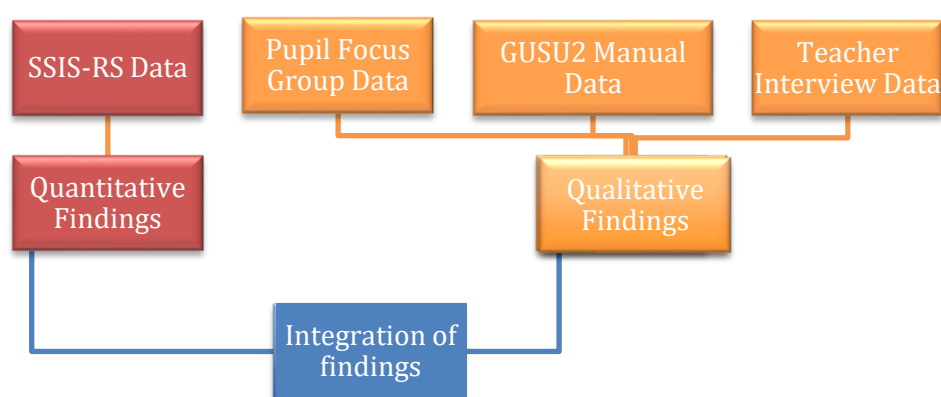 SSIS-RS Data
Pupil Focus
Group Data
GUSU2 Manual
Data
Teacher
Interview Data
Quantitative
Findings
Qualitative
Findings
Integration of
findings